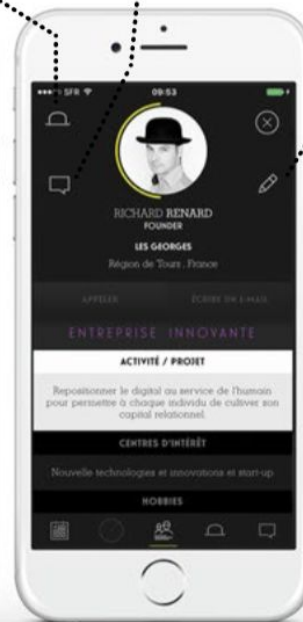 SFR
09:53
RICHARD RENARD
FOUNDER
LES GEORGES
Région de Tours , France
APPELER
ÉCRIRE UN E-MAIL
ENTREPRISE INNOVANTE
ACTIVITÉ / PROJET
Repositionner le digital au service de l'humain
pour permettre à chaque individu de cultiver son
capital relationnel.
CENTRES D'INTÉRÊT
Nouvelle technologies et innovations et start-up
HOBBIES